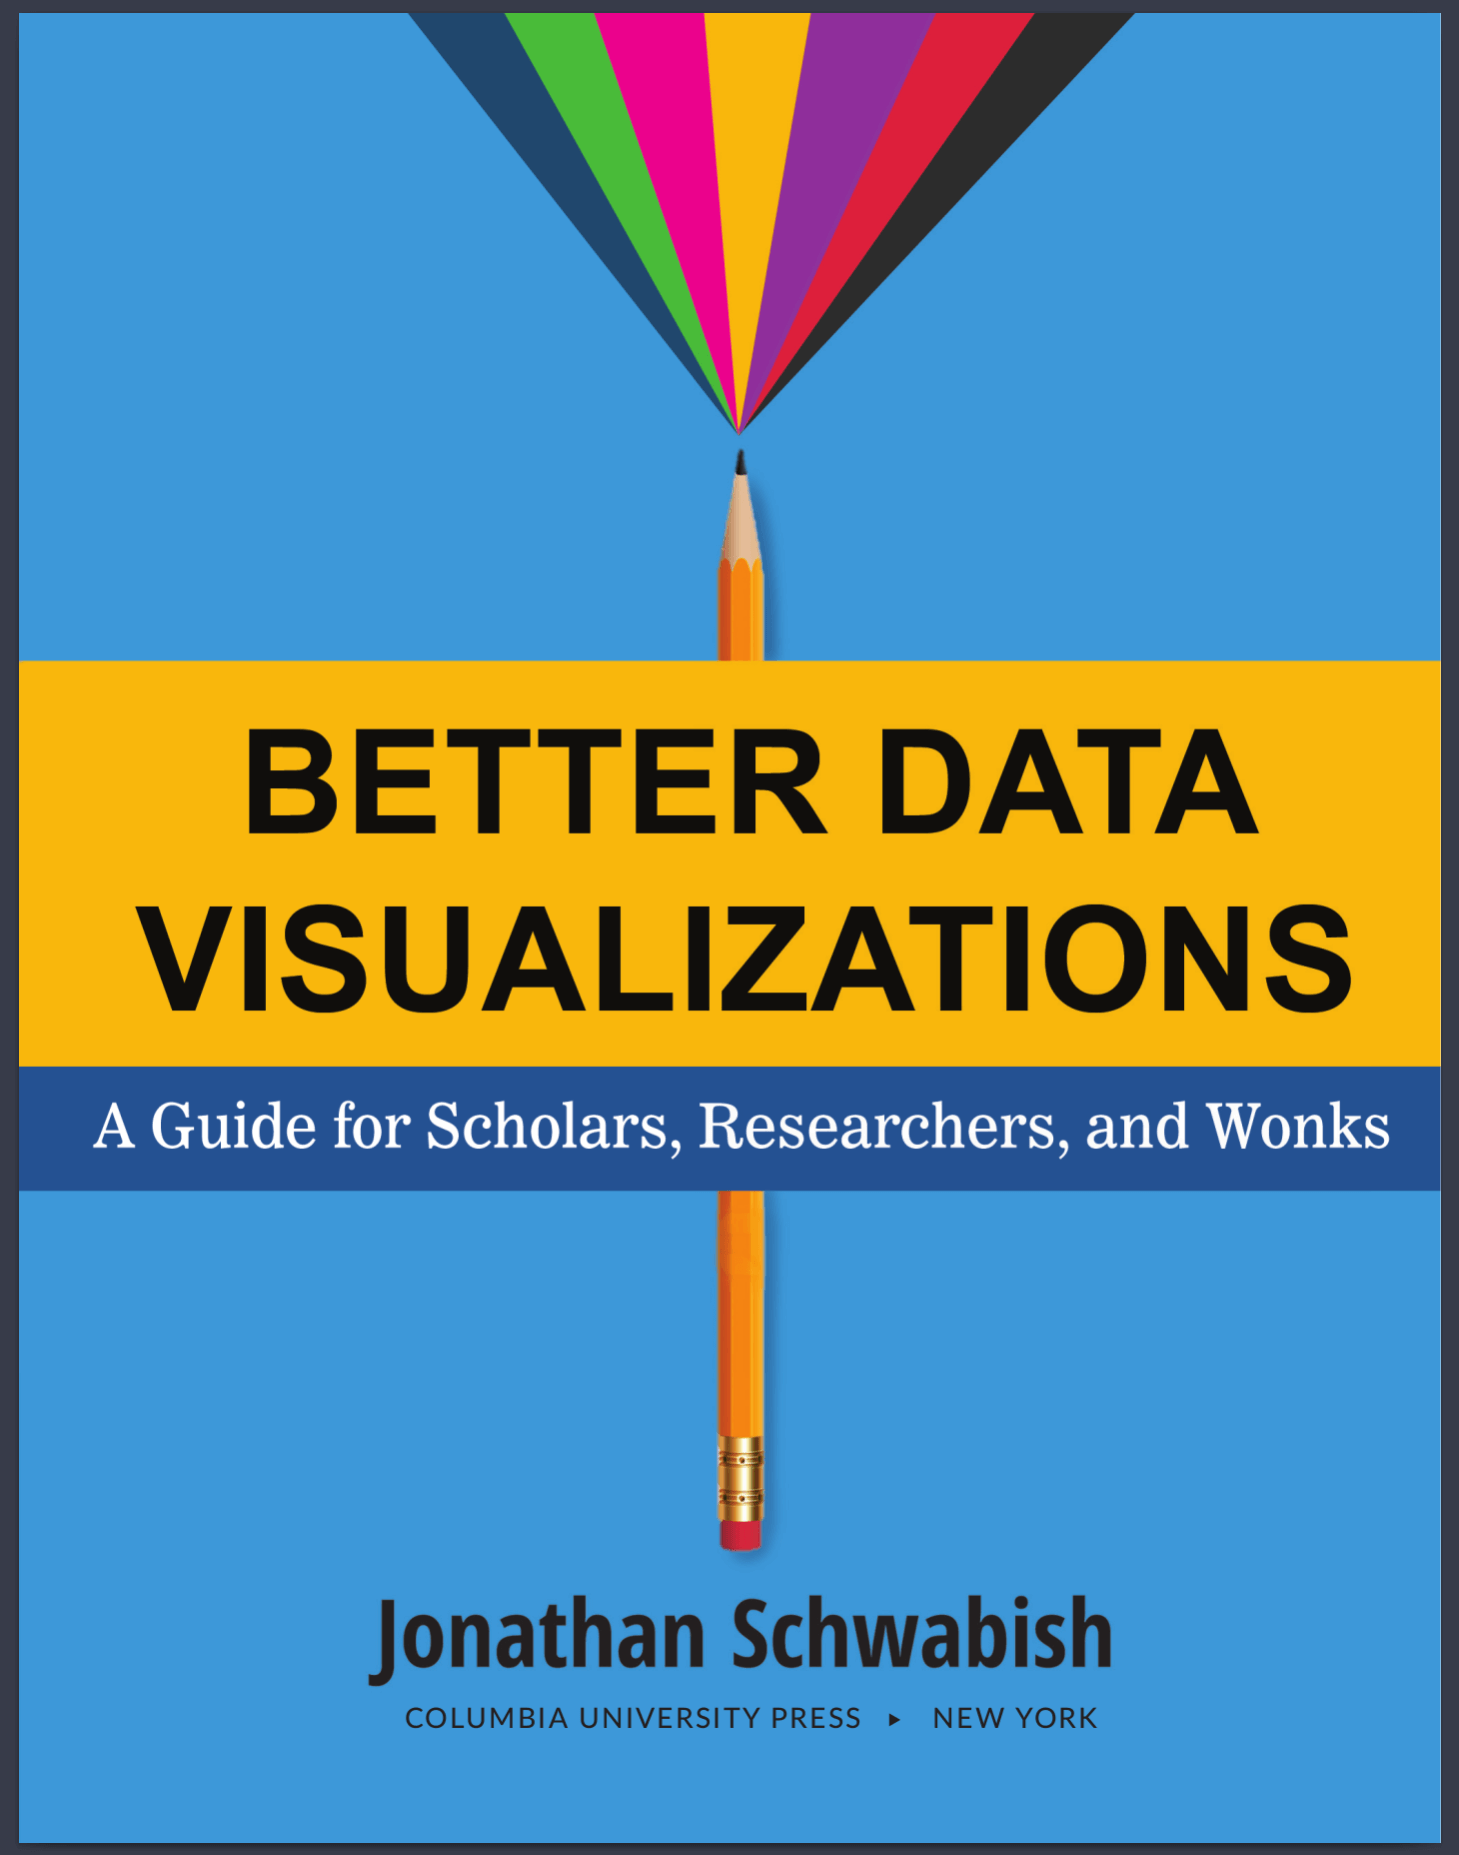 BETTER DATA
VISUALIZATIONS
A Guide for Scholars, Researchers, and Wonks
Jonathan Schwabish
COLUMBIA UNIVERSITY PRESS ▸ NEW YORK